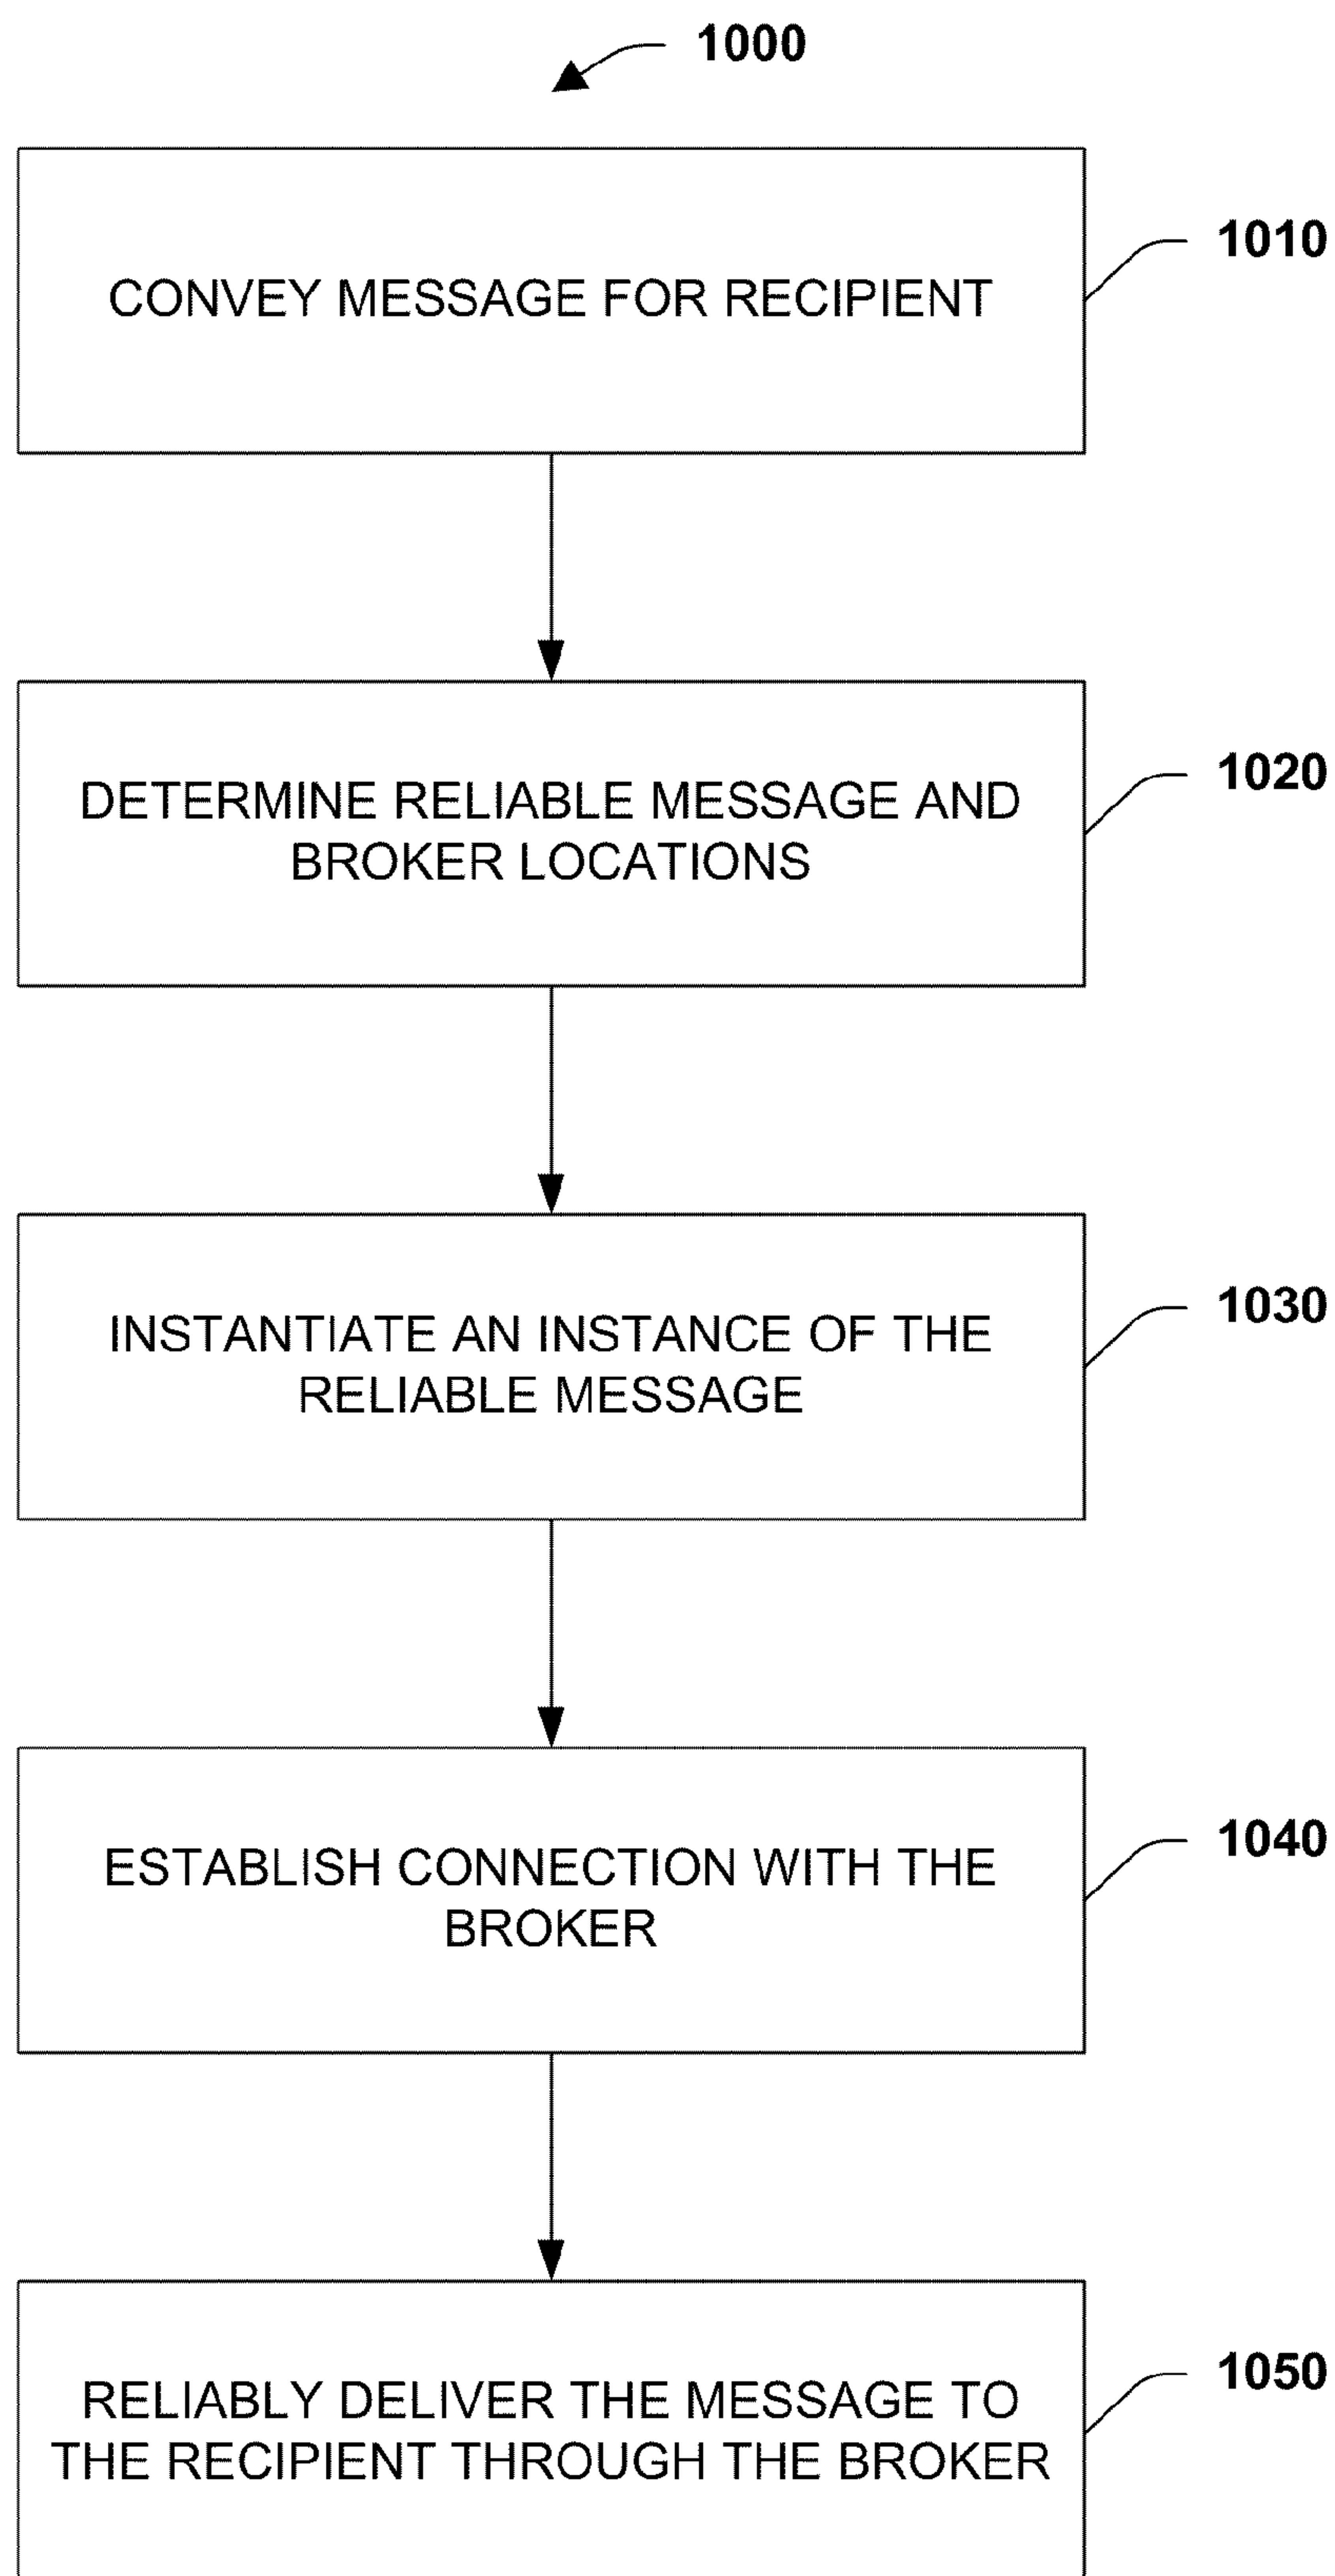 1000
CONVEY MESSAGE FOR RECIPIENT
1010
DETERMINE RELIABLE MESSAGE AND
BROKER LOCATIONS
1020
INSTANTIATE AN INSTANCE OF THE
RELIABLE MESSAGE
1030
ESTABLISH CONNECTION WITH THE
BROKER
1040
RELIABLY DELIVER THE MESSAGE TO
THE RECIPIENT THROUGH THE BROKER
1050